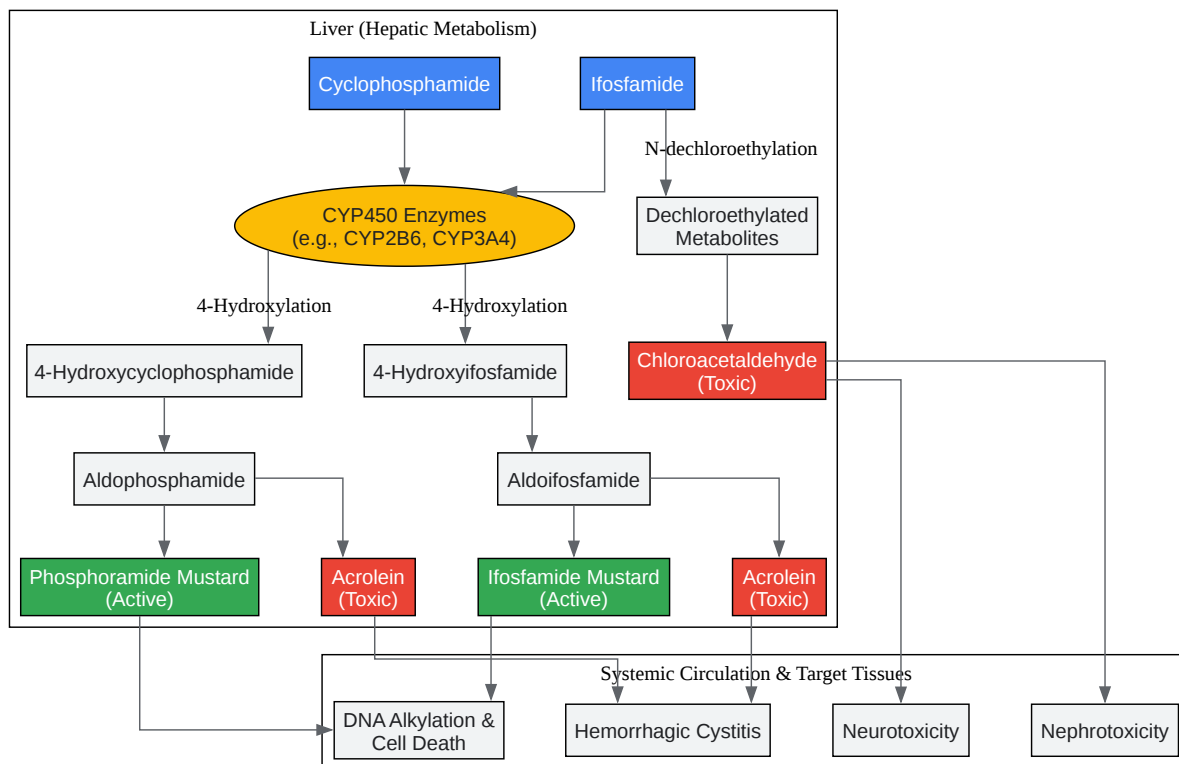 Liver (Hepatic Metabolism)
Cyclophosphamide
Ifosfamide
N-dechloroethylation
CYP450 Enzymes
(e.g., CYP2B6, CYP3A4)
Dechloroethylated
Metabolites
4-Hydroxylation
4-Hydroxylation
4-Hydroxycyclophosphamide
4-Hydroxyifosfamide
Chloroacetaldehyde
(Toxic)
Aldophosphamide
Aldoifosfamide
Phosphoramide Mustard
(Active)
Acrolein
(Toxic)
Ifosfamide Mustard
(Active)
Acrolein
(Toxic)
Systemic Circulation & Target Tissues
DNA Alkylation &
Cell Death
Hemorrhagic Cystitis
Neurotoxicity
Nephrotoxicity